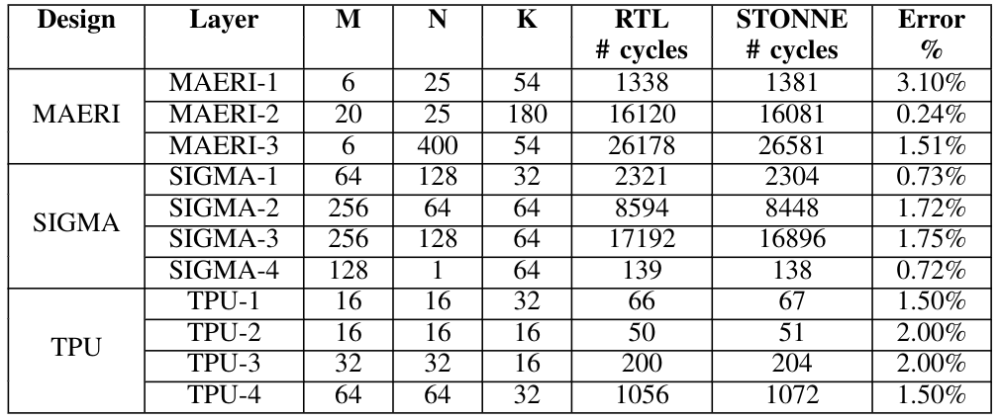 Design Layer M N K RTL # cycles STONNE # cycles Error %
MAERI MAERI-1 6 25 54 1338 1381 3.10%
MAERI-2 20 25 180 16120 16081 0.24%
MAERI-3 6 400 54 26178 26581 1.51%
SIGMA SIGMA-1 64 128 32 2321 2304 0.73%
SIGMA-2 256 64 64 8594 8448 1.72%
SIGMA-3 256 128 64 17192 16896 1.75%
SIGMA-4 128 1 64 139 138 0.72%
TPU TPU-1 16 16 32 66 67 1.50%
TPU-2 16 16 16 50 51 2.00%
TPU-3 32 32 16 200 204 2.00%
TPU-4 64 64 32 1056 1072 1.50%